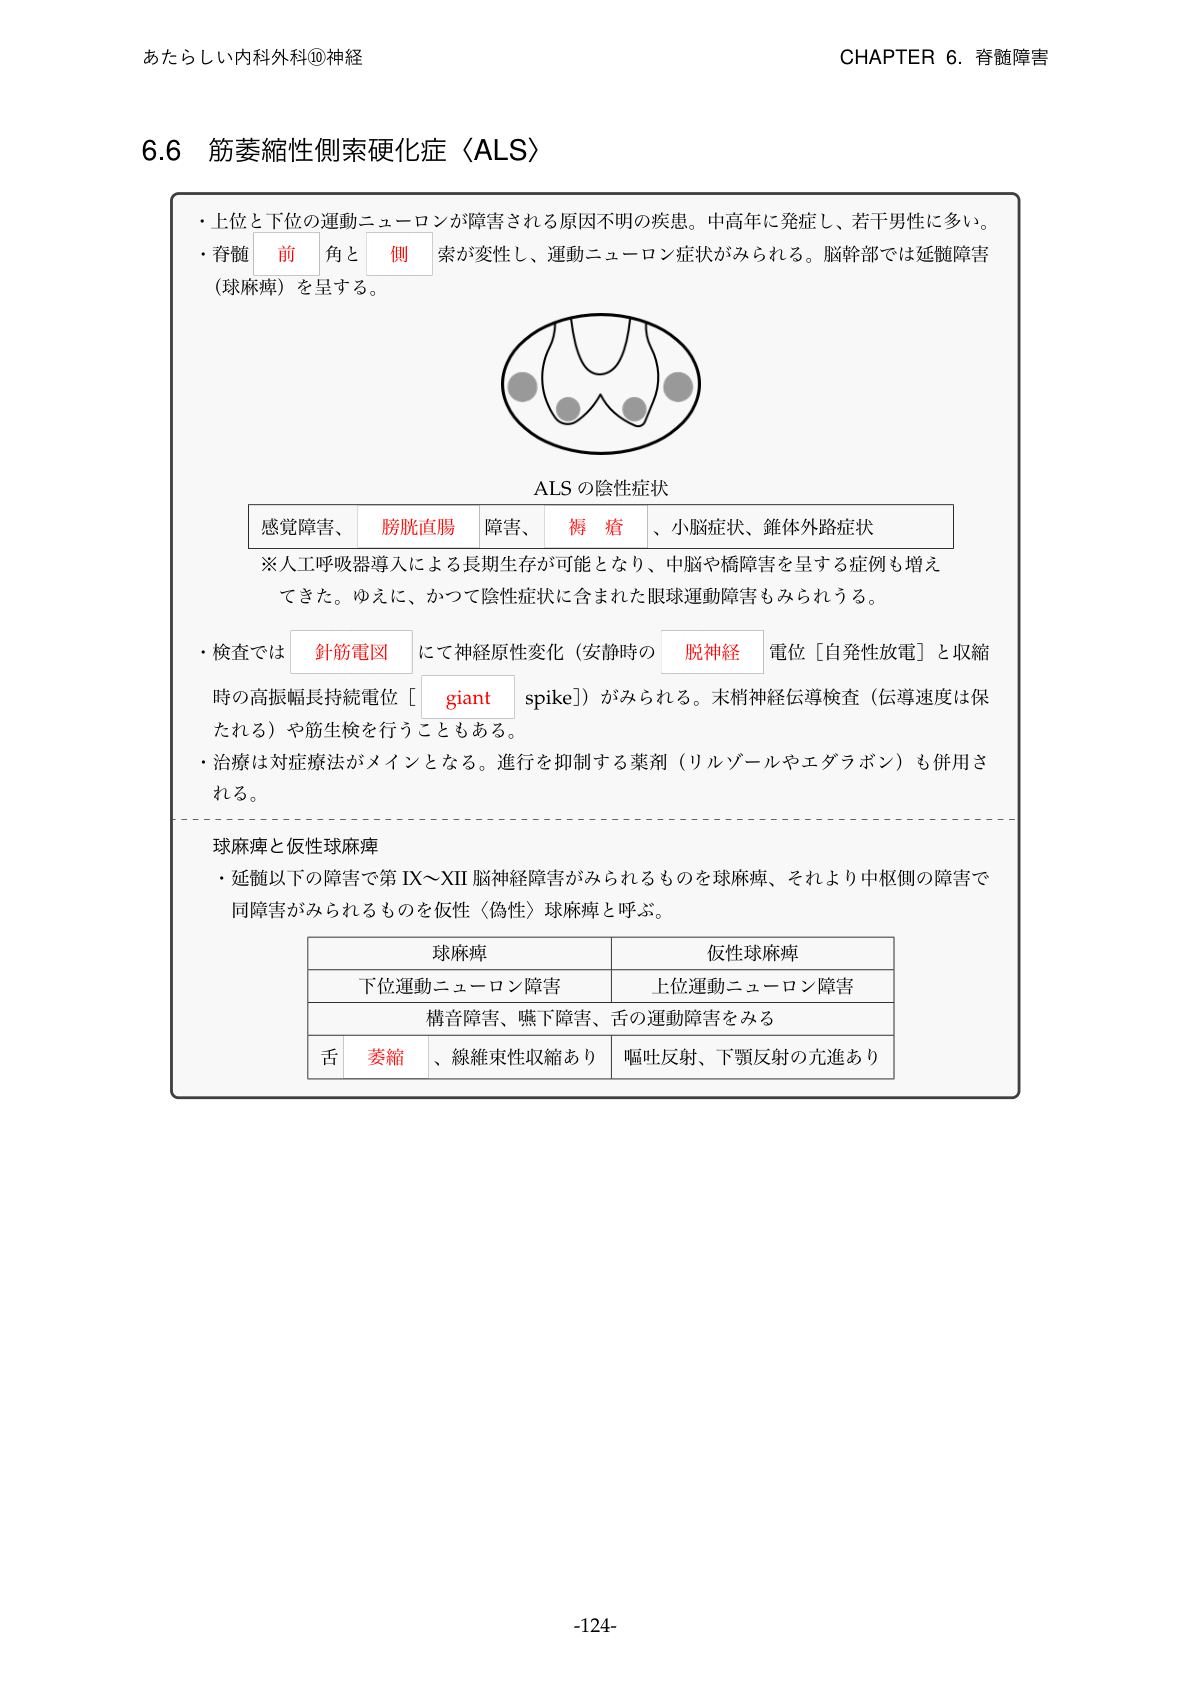 あたらしい内科外科⑩神経
CHAPTER 6. 脊髄障害
6.6 筋萎縮性側索硬化症〈ALS〉
・上位と下位の運動ニューロンが障害される原因不明の疾患。中高年に発症し、若干男性に多い。
・脊髄 前 角と 側 索が変性し、運動ニューロン症状がみられる。脳幹部では延髄障害
（球麻痺）を呈する。
ALS の陰性症状
感覚障害、 膀胱直腸 障害、 褥 瘡 、小脳症状、錐体外路症状
※人工呼吸器導入による長期生存が可能となり、中脳や橋障害を呈する症例も増え
てきた。ゆえに、かつて陰性症状に含まれた眼球運動障害もみられうる。
・検査では 針筋電図 にて神経原性変化（安静時の 脱神経 電位［自発性放電］と収縮
時の高振幅長持続電位［ giant spike］）がみられる。末梢神経伝導検査（伝導速度は保
たれる）や筋生検を行うこともある。
・治療は対症療法がメインとなる。進行を抑制する薬剤（リルゾールやエダラボン）も併用さ
れる。
球麻痺と仮性球麻痺
・延髄以下の障害で第 IX〜XII 脳神経障害がみられるものを球麻痺、それより中枢側の障害で
同障害がみられるものを仮性〈偽性〉球麻痺と呼ぶ。
球麻痺 仮性球麻痺
下位運動ニューロン障害 上位運動ニューロン障害
構音障害、嚥下障害、舌の運動障害をみる
舌 萎縮 、線維束性収縮あり 嘔吐反射、下顎反射の亢進あり
-124-